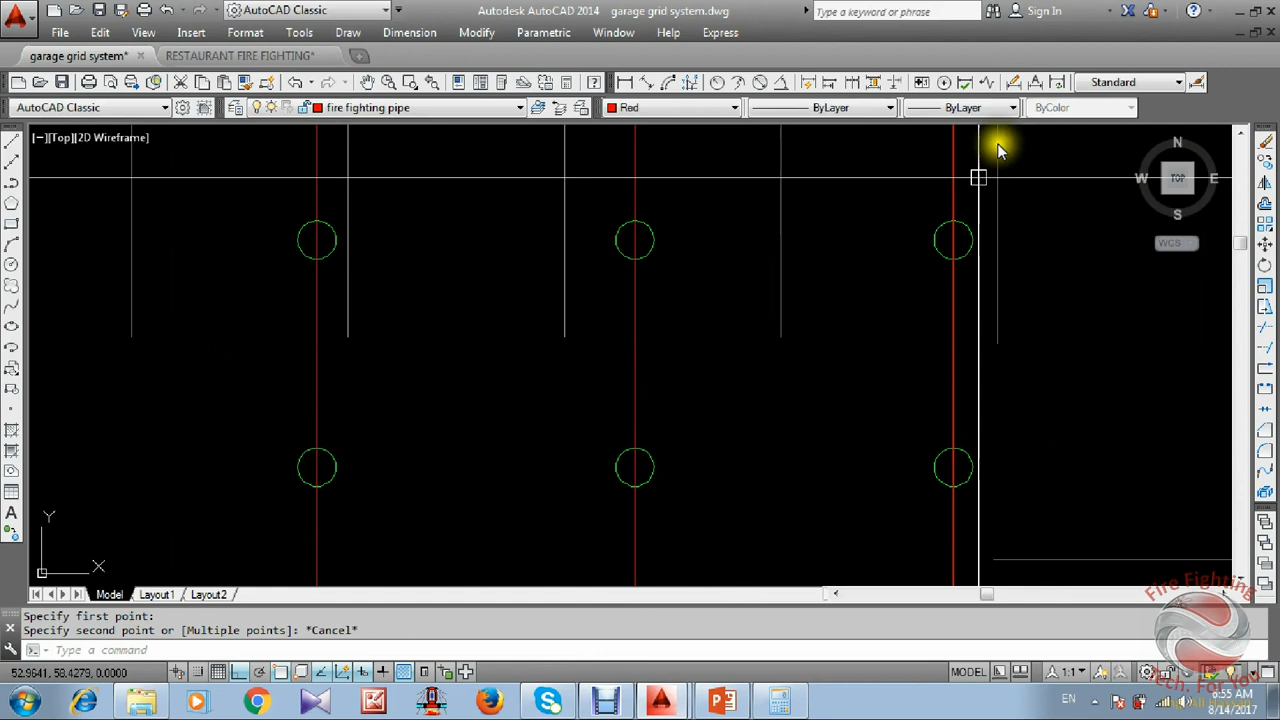 AutoCAD Classic
Autodesk AutoCAD 2014 garage grid system.dwg
Type a keyword or phrase
Sign In
File Edit View Insert Format Tools Draw Dimension Modify Parametric Window Help Express
garage grid system*
RESTAURANT FIRE FIGHTING*
Standard
AutoCAD Classic
fire fighting pipe
Red
ByLayer
ByLayer
ByColor
[−][Top][2D Wireframe]
N
W TOP E
S
WCS
Y
X
Model Layout1 Layout2
Specify first point:
Specify second point or [Multiple points]: *Cancel*
Type a command
52.9641, 58.4279, 0.0000
MODEL
1:1
Fire Fighting
Tech. For You
EN
6:55 AM
8/14/2017